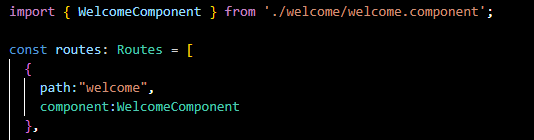 import { WelcomeComponent } from './welcome/welcome.component';
const routes: Routes = [
{
path:"welcome",
component:WelcomeComponent
},